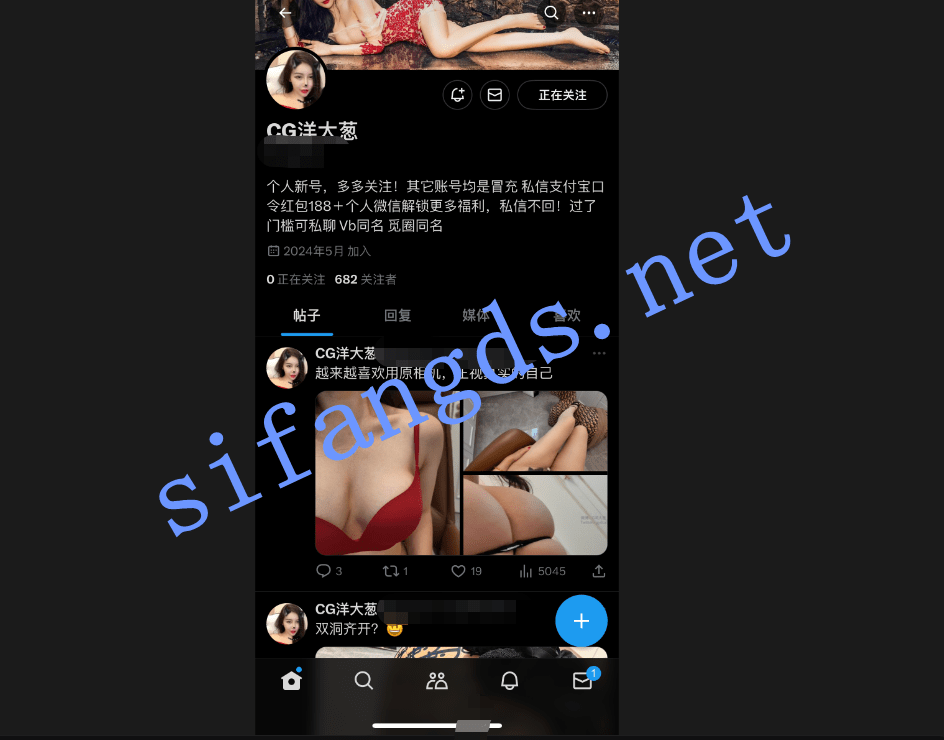 正在关注
CG洋大葱
个人新号，多多关注！其它账号均是冒充 私信支付宝口
令红包188＋个人微信解锁更多福利，私信不回！过了
门槛可私聊 Vb同名 觅圈同名
2024年5月 加入
0 正在关注 682 关注者
帖子 回复 媒体 喜欢
CG洋大葱
越来越喜欢用原相机，正视真实的自己
3 1 19 5045
CG洋大葱
双洞齐开？
1
sifangds.net